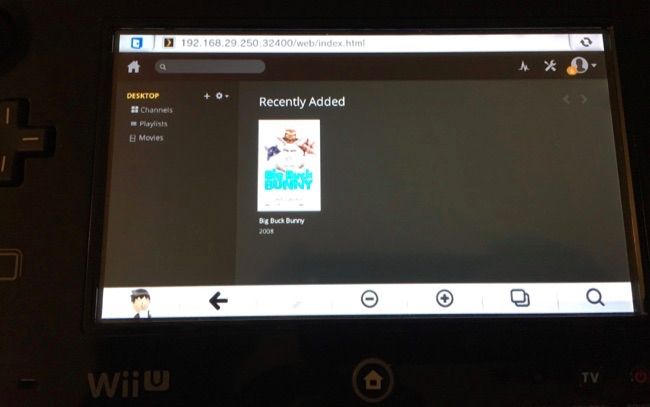 192.168.29.250:32400/web/index.html
DESKTOP
Channels
Playlists
Movies
Recently Added
Big Buck
BUNNY
Big Buck Bunny
2008
Wii U
TV